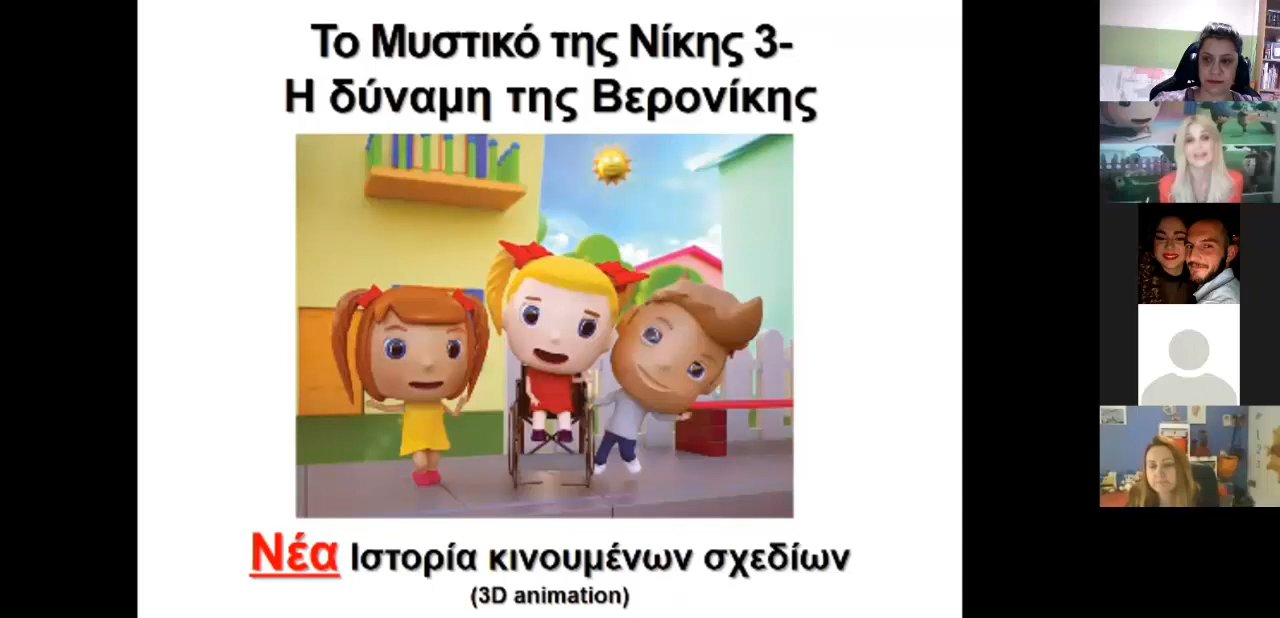 Το Μυστικό της Νίκης 3-
Η δύναμη της Βερονίκης
Νέα Ιστορία κινουμένων σχεδίων
(3D animation)